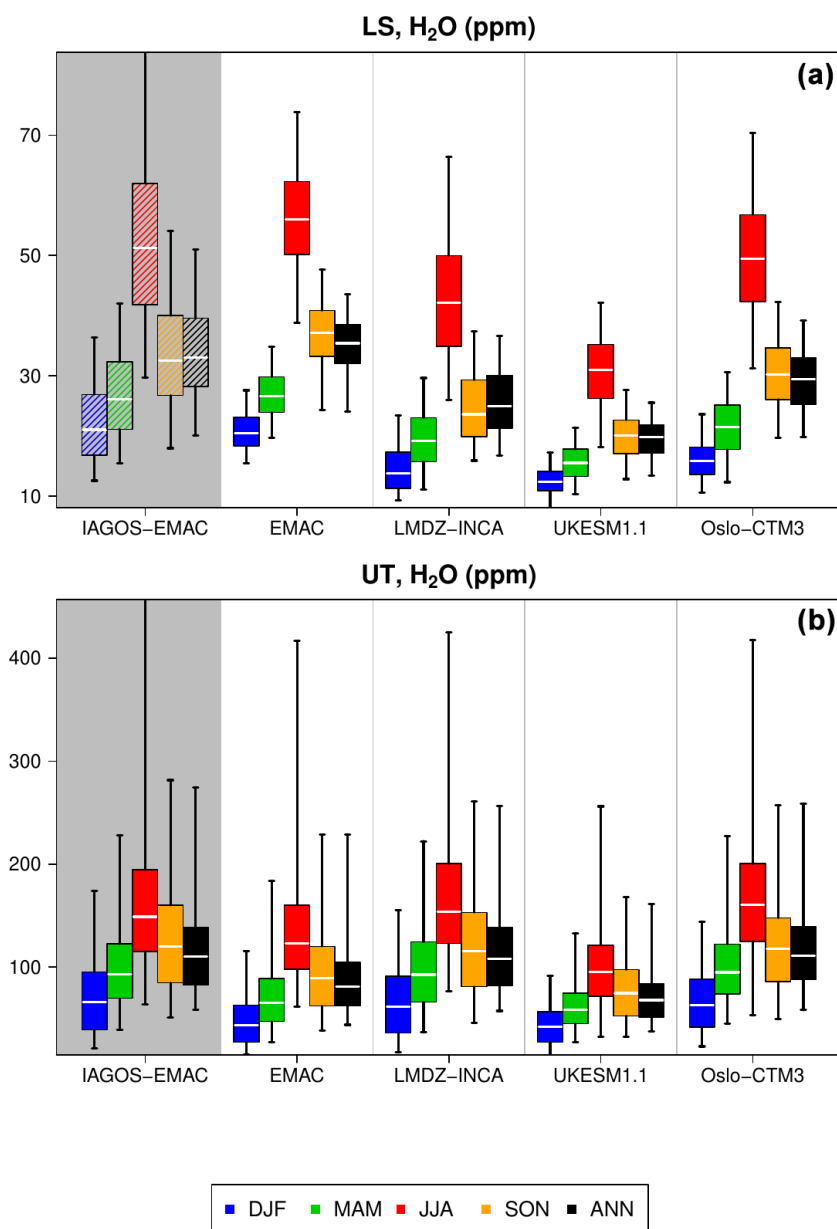 LS, H₂O (ppm)
(a)
70
50
30
10
IAGOS−EMAC EMAC LMDZ−INCA UKESM1.1 Oslo−CTM3
UT, H₂O (ppm)
(b)
400
300
200
100
IAGOS−EMAC EMAC LMDZ−INCA UKESM1.1 Oslo−CTM3
DJF MAM JJA SON ANN